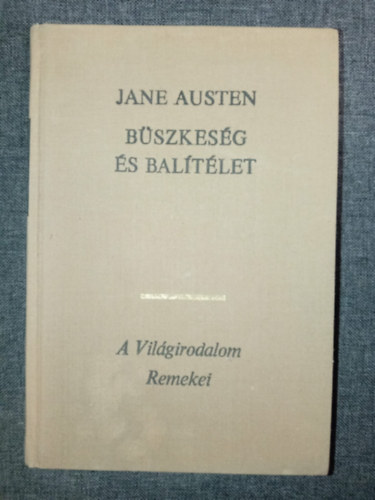 JANE AUSTEN
BÜSZKESÉG
ÉS BALÍTÉLET
A Világirodalom
Remekei